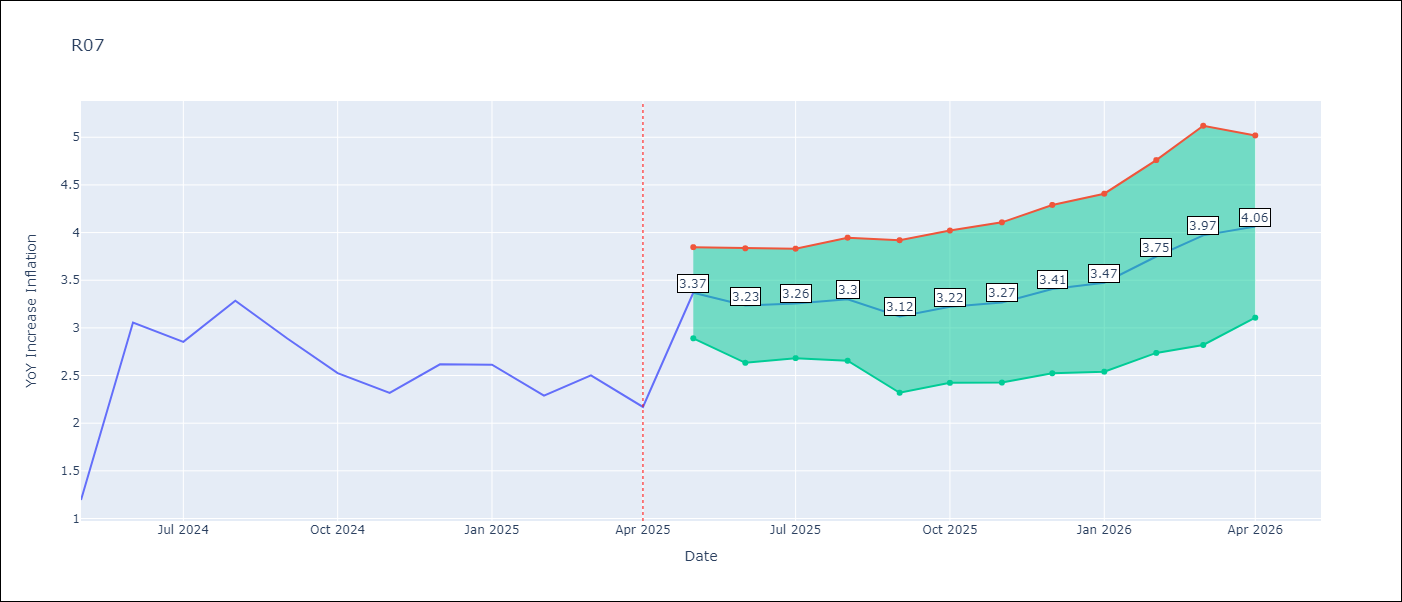 R07
YoY Increase Inflation
5
4.5
4
3.5
3
2.5
2
1.5
1
3.37
3.23
3.26
3.3
3.12
3.22
3.27
3.41
3.47
3.75
3.97
4.06
Jul 2024
Oct 2024
Jan 2025
Apr 2025
Jul 2025
Oct 2025
Jan 2026
Apr 2026
Date